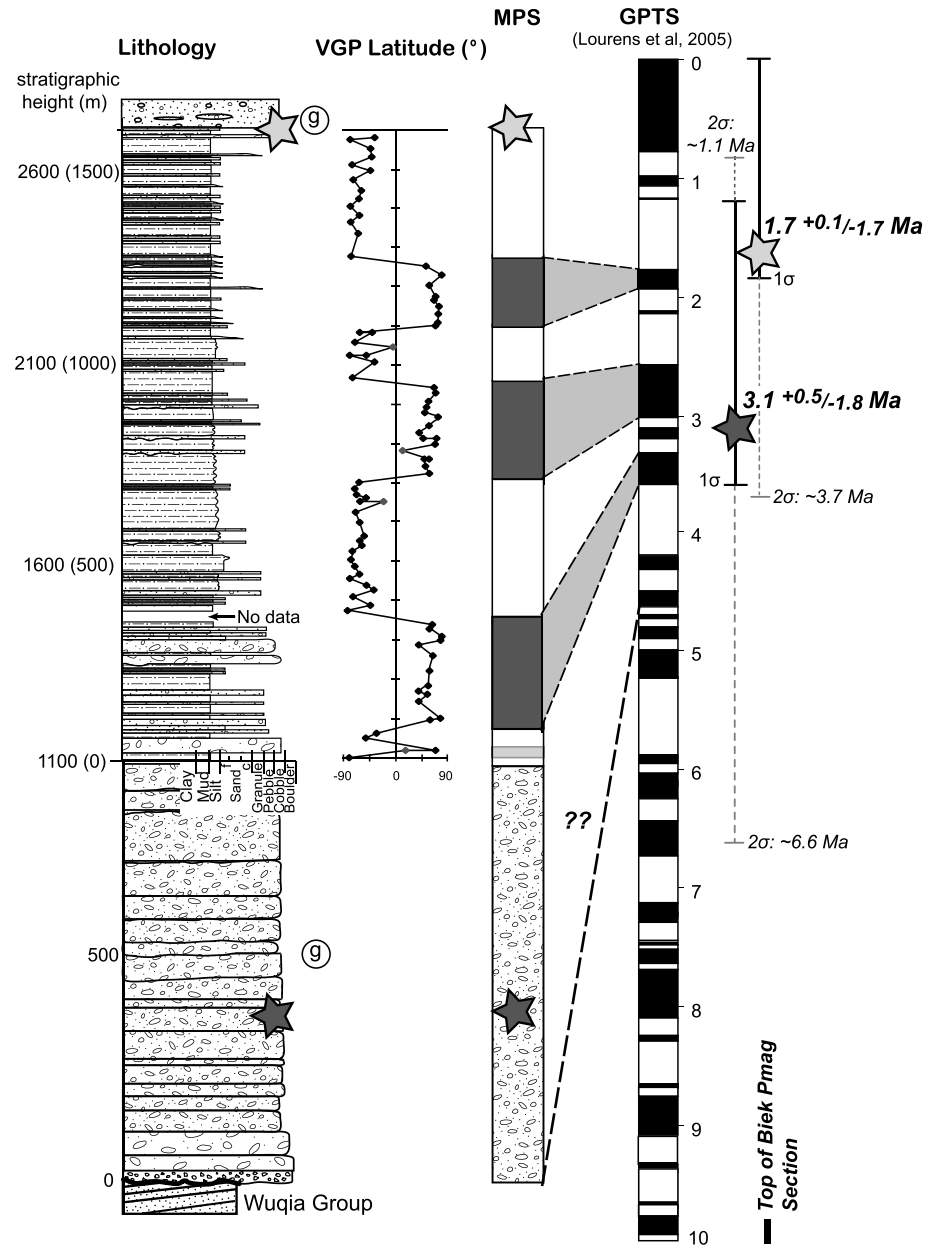 Lithology
VGP Latitude (°)
MPS
GPTS
(Lourens et al, 2005)
stratigraphic
height (m)
g
2600 (1500)
2100 (1000)
1600 (500)
No data
1100 (0)
Clay
Mud
Silt
f
Sand
c
Granule
Pebble
Cobble
Boulder
-90
0
90
500
g
0
Wuqia Group
??
0
1
2
3
4
5
6
7
8
9
10
2σ:
~1.1 Ma
1.7 +0.1/-1.7 Ma
1σ
3.1 +0.5/-1.8 Ma
1σ
2σ: ~3.7 Ma
2σ: ~6.6 Ma
Top of Biek Pmag
Section